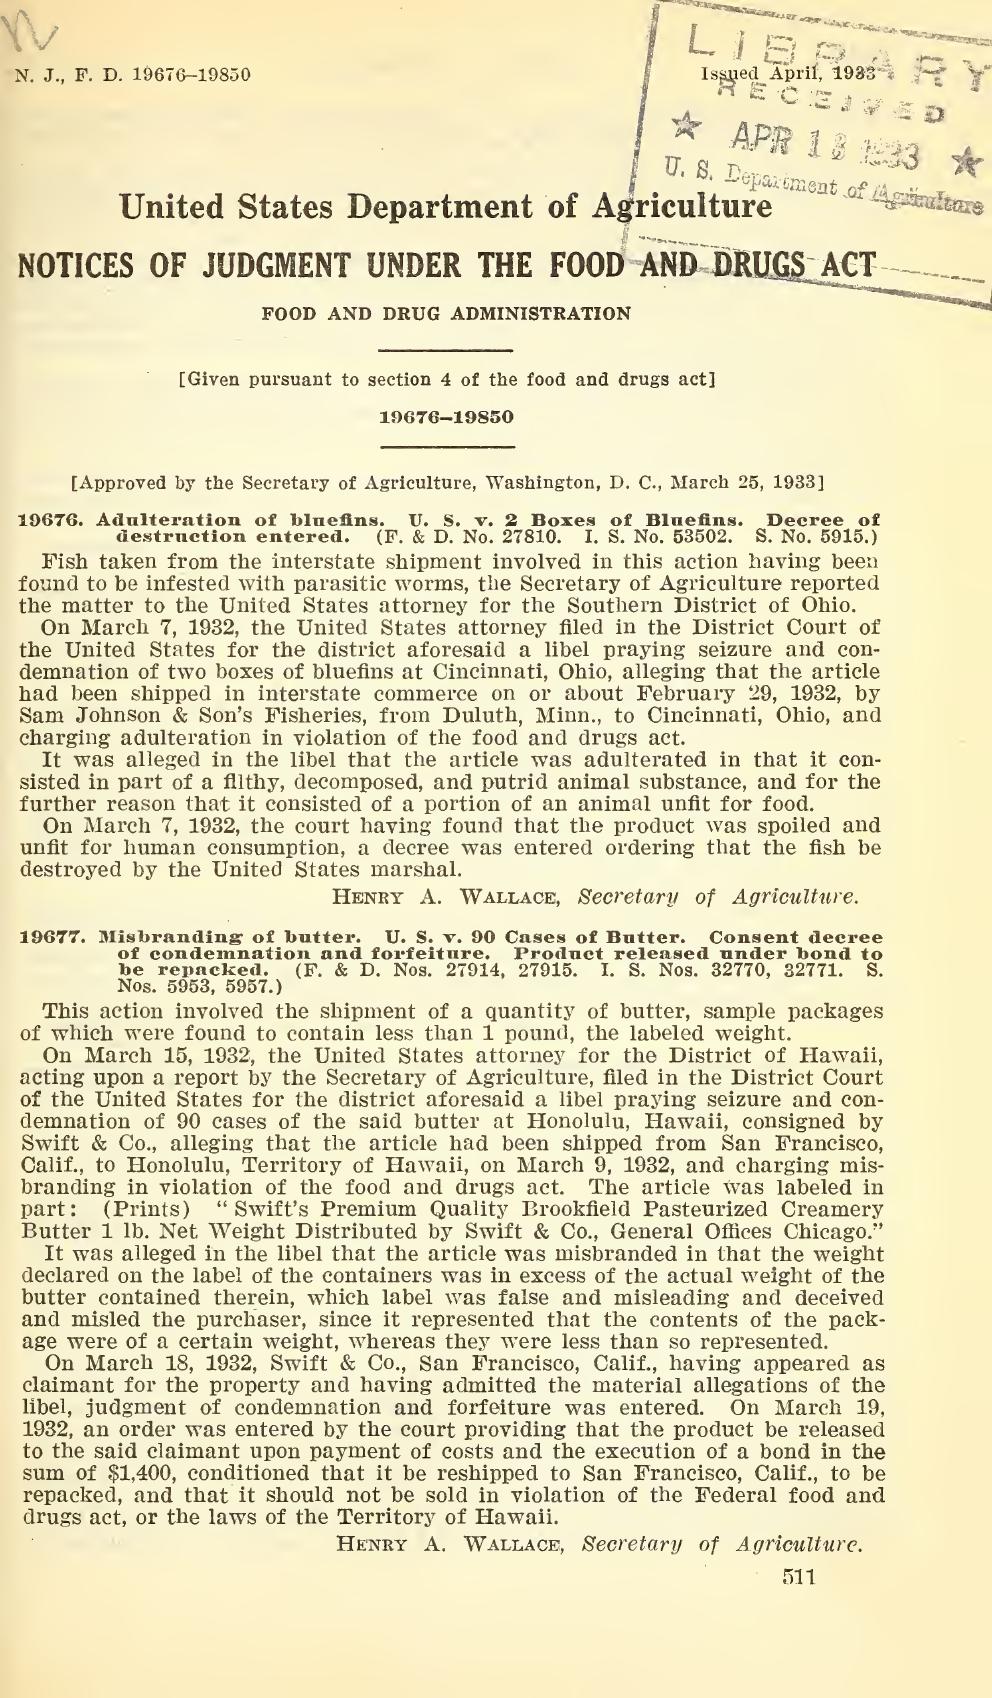 N. J., F. D. 19676–19850
Issued April, 1933
LIBRARY
RECEIVED
★ APR 13 1933 ★
U. S. Department of Agriculture
United States Department of Agriculture
NOTICES OF JUDGMENT UNDER THE FOOD AND DRUGS ACT
FOOD AND DRUG ADMINISTRATION
[Given pursuant to section 4 of the food and drugs act]
19676–19850
[Approved by the Secretary of Agriculture, Washington, D. C., March 25, 1933]
19676. Adulteration of bluefins. U. S. v. 2 Boxes of Bluefins. Decree of
destruction entered. (F. & D. No. 27810. I. S. No. 53502. S. No. 5915.)
Fish taken from the interstate shipment involved in this action having been
found to be infested with parasitic worms, the Secretary of Agriculture reported
the matter to the United States attorney for the Southern District of Ohio.
On March 7, 1932, the United States attorney filed in the District Court of
the United States for the district aforesaid a libel praying seizure and con-
demnation of two boxes of bluefins at Cincinnati, Ohio, alleging that the article
had been shipped in interstate commerce on or about February 29, 1932, by
Sam Johnson & Son's Fisheries, from Duluth, Minn., to Cincinnati, Ohio, and
charging adulteration in violation of the food and drugs act.
It was alleged in the libel that the article was adulterated in that it con-
sisted in part of a filthy, decomposed, and putrid animal substance, and for the
further reason that it consisted of a portion of an animal unfit for food.
On March 7, 1932, the court having found that the product was spoiled and
unfit for human consumption, a decree was entered ordering that the fish be
destroyed by the United States marshal.
HENRY A. WALLACE, Secretary of Agriculture.
19677. Misbranding of butter. U. S. v. 90 Cases of Butter. Consent decree
of condemnation and forfeiture. Product released under bond to
be repacked. (F. & D. Nos. 27914, 27915. I. S. Nos. 32770, 32771. S.
Nos. 5953, 5957.)
This action involved the shipment of a quantity of butter, sample packages
of which were found to contain less than 1 pound, the labeled weight.
On March 15, 1932, the United States attorney for the District of Hawaii,
acting upon a report by the Secretary of Agriculture, filed in the District Court
of the United States for the district aforesaid a libel praying seizure and con-
demnation of 90 cases of the said butter at Honolulu, Hawaii, consigned by
Swift & Co., alleging that the article had been shipped from San Francisco,
Calif., to Honolulu, Territory of Hawaii, on March 9, 1932, and charging mis-
branding in violation of the food and drugs act. The article was labeled in
part: (Prints) “ Swift's Premium Quality Brookfield Pasteurized Creamery
Butter 1 lb. Net Weight Distributed by Swift & Co., General Offices Chicago.”
It was alleged in the libel that the article was misbranded in that the weight
declared on the label of the containers was in excess of the actual weight of the
butter contained therein, which label was false and misleading and deceived
and misled the purchaser, since it represented that the contents of the pack-
age were of a certain weight, whereas they were less than so represented.
On March 18, 1932, Swift & Co., San Francisco, Calif., having appeared as
claimant for the property and having admitted the material allegations of the
libel, judgment of condemnation and forfeiture was entered. On March 19,
1932, an order was entered by the court providing that the product be released
to the said claimant upon payment of costs and the execution of a bond in the
sum of $1,400, conditioned that it be reshipped to San Francisco, Calif., to be
repacked, and that it should not be sold in violation of the Federal food and
drugs act, or the laws of the Territory of Hawaii.
HENRY A. WALLACE, Secretary of Agriculture.
511